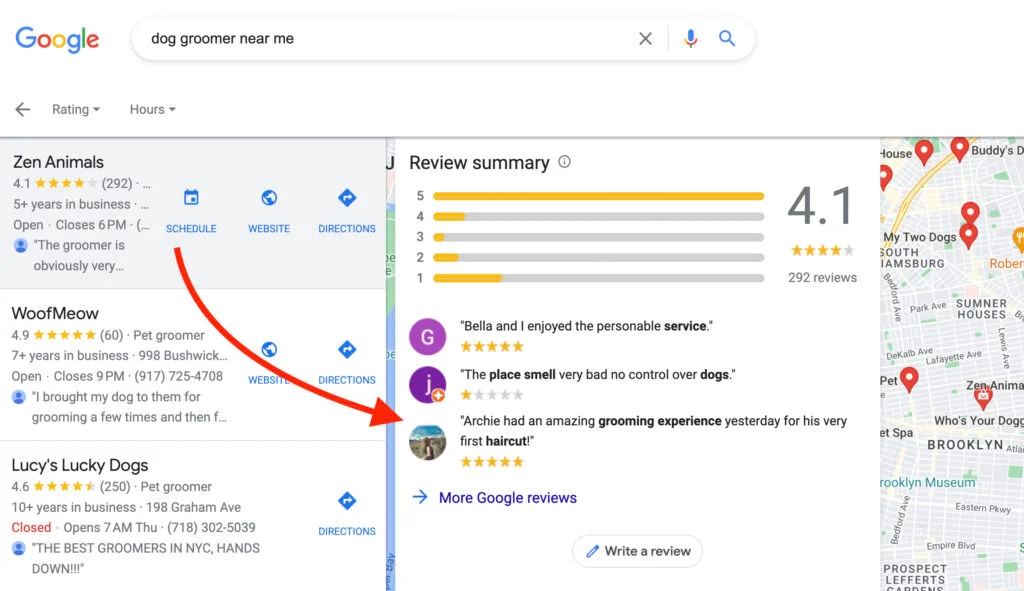 Google
dog groomer near me
Rating
Hours
Zen Animals
4.1 (292) · ...
5+ years in business · ...
Open · Closes 6 PM · (...
"The groomer is
obviously very...
SCHEDULE
WEBSITE
DIRECTIONS
WoofMeow
4.9 (60) · Pet groomer
7+ years in business · 998 Bushwick...
Open · Closes 9 PM · (917) 725-4708
"I brought my dog to them for
grooming a few times and then f...
WEBSITE
DIRECTIONS
Lucy's Lucky Dogs
4.6 (250) · Pet groomer
10+ years in business · 198 Graham Ave
Closed · Opens 7 AM Thu · (718) 302-5039
"THE BEST GROOMERS IN NYC, HANDS
DOWN!!!"
DIRECTIONS
Review summary
5
4
3
2
1
4.1
292 reviews
G
"Bella and I enjoyed the personable service."
j
"The place smell very bad no control over dogs."
"Archie had an amazing grooming experience yesterday for his very
first haircut!"
More Google reviews
Write a review
House
Buddy's D
My Two Dogs
SOUTH
IAMSBURG
Rober
Bedford Ave
Park Ave
SUMNER
HOUSES
Lewis Ave
DeKalb Ave
Lafayette Ave
Pet
Zen Anima
Who's Your Dogg
et Spa
BROOKLYN
Atlan
rooklyn Museum
Bedford Ave
Eastern Pkwy
Empire Blvd
PROSPECT
LEFFERTS
GARDENS